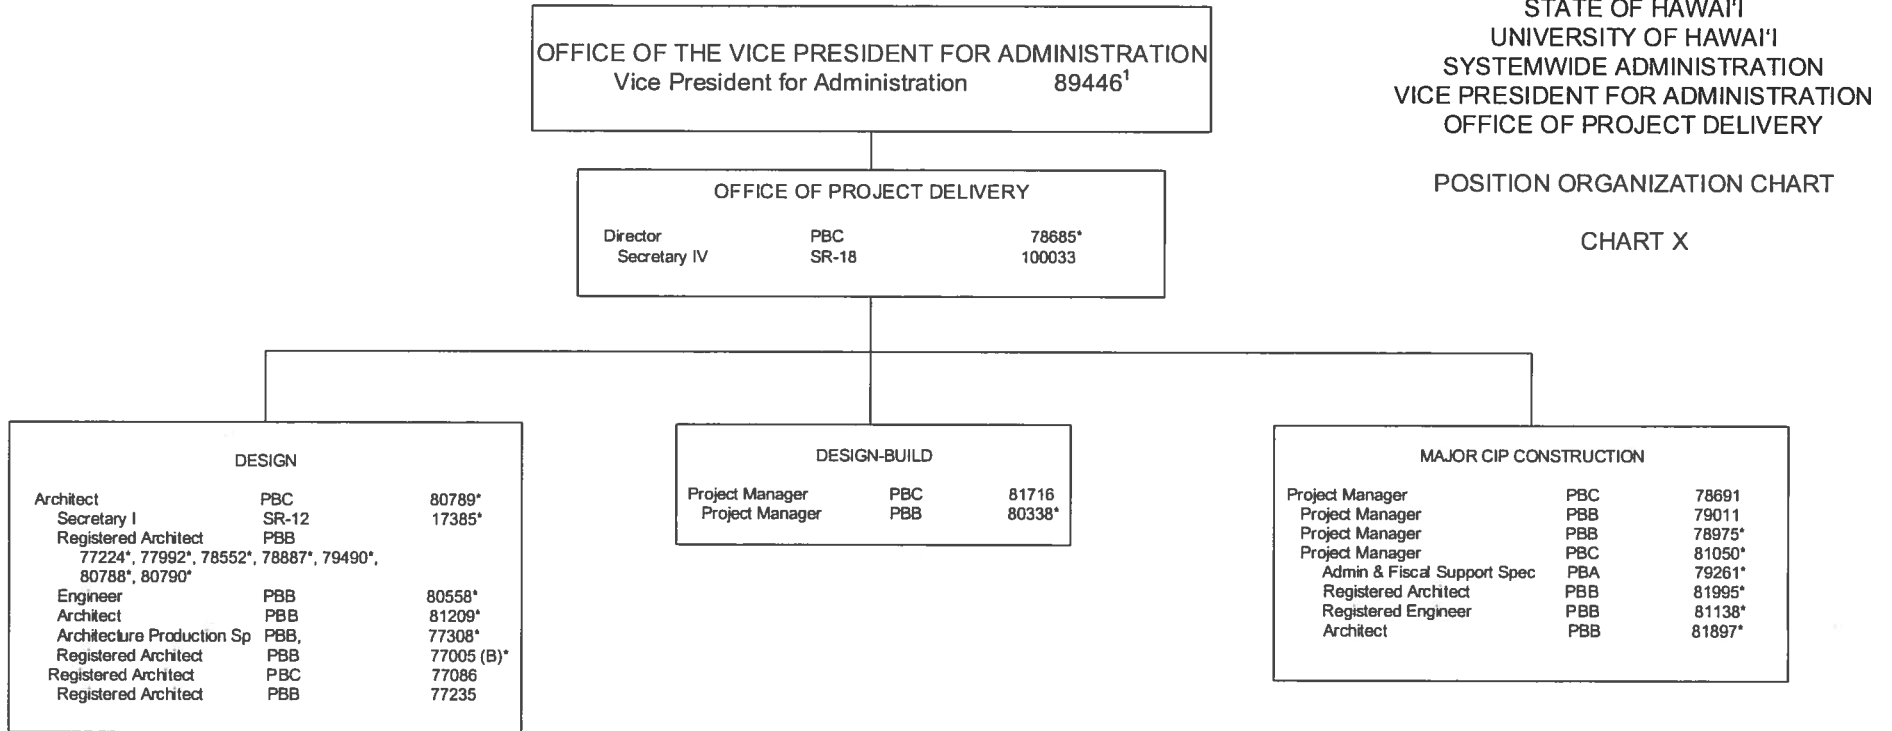 STATE OF HAWAI‘I
UNIVERSITY OF HAWAI‘I
SYSTEMWIDE ADMINISTRATION
VICE PRESIDENT FOR ADMINISTRATION
OFFICE OF PROJECT DELIVERY
POSITION ORGANIZATION CHART
CHART X
OFFICE OF THE VICE PRESIDENT FOR ADMINISTRATION
Vice President for Administration 89446¹
OFFICE OF PROJECT DELIVERY
Director PBC 78685*
Secretary IV SR-18 100033
DESIGN
Architect PBC 80789*
Secretary I SR-12 17385*
Registered Architect PBB
77224*, 77992*, 78552*, 78887*, 79490*,
80788*, 80790*
Engineer PBB 80558*
Architect PBB 81209*
Architecture Production Sp PBB, 77308*
Registered Architect PBB 77005 (B)*
Registered Architect PBC 77086
Registered Architect PBB 77235
DESIGN-BUILD
Project Manager PBC 81716
Project Manager PBB 80338*
MAJOR CIP CONSTRUCTION
Project Manager PBC 78691
Project Manager PBB 79011
Project Manager PBB 78975*
Project Manager PBC 81050*
Admin & Fiscal Support Spec PBA 79261*
Registered Architect PBB 81995*
Registered Engineer PBB 81138*
Architect PBB 81897*